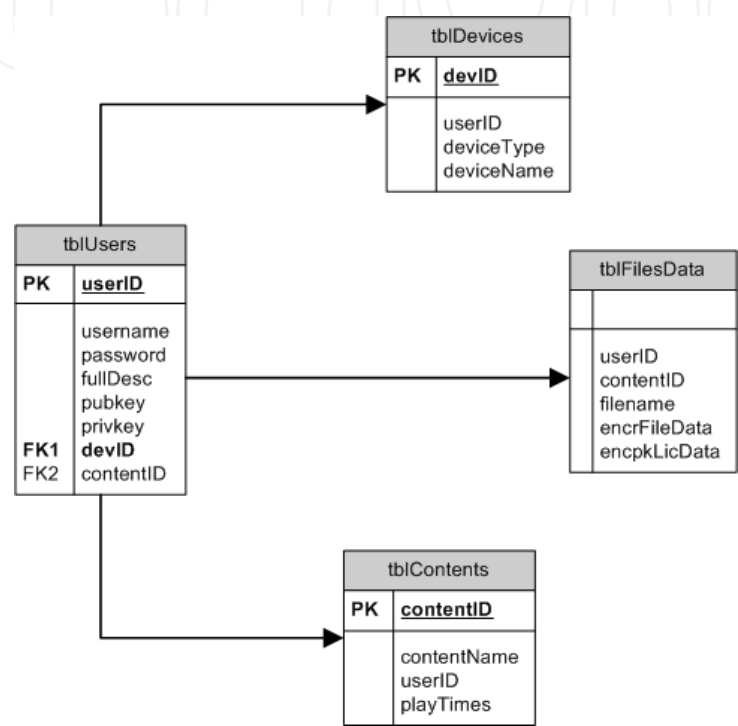 tblDevices
PK devID
userID
deviceType
deviceName
tblUsers
PK userID
username
password
fullDesc
pubkey
privkey
FK1 devID
FK2 contentID
tblFilesData
userID
contentID
filename
encrFileData
encpkLicData
tblContents
PK contentID
contentName
userID
playTimes